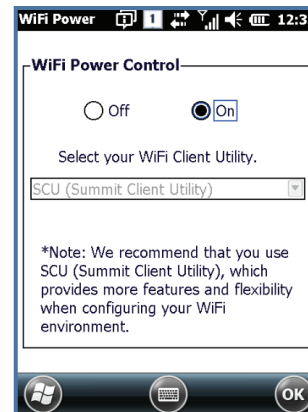 WiFi Power 1 12:3
WiFi Power Control
Off On
Select your WiFi Client Utility.
SCU (Summit Client Utility)
*Note: We recommend that you use
SCU (Summit Client Utility), which
provides more features and flexibility
when configuring your WiFi
environment.
OK